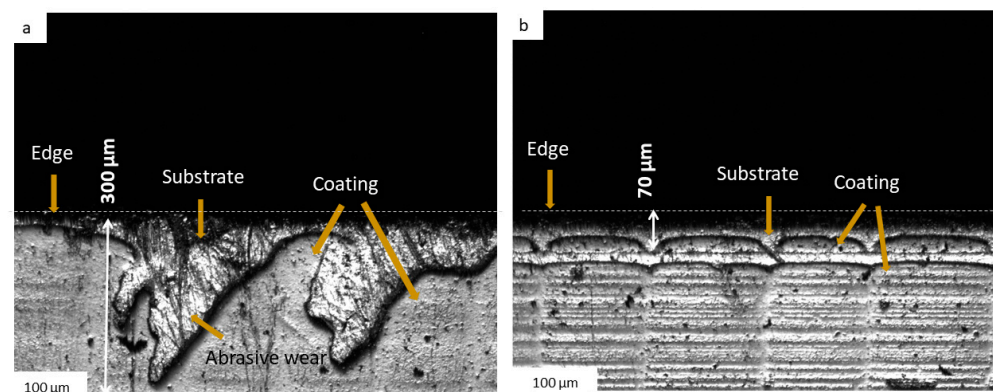 a
Edge
300 µm
Substrate
Coating
Abrasive wear
100 µm
b
Edge
70 µm
Substrate
Coating
100 µm